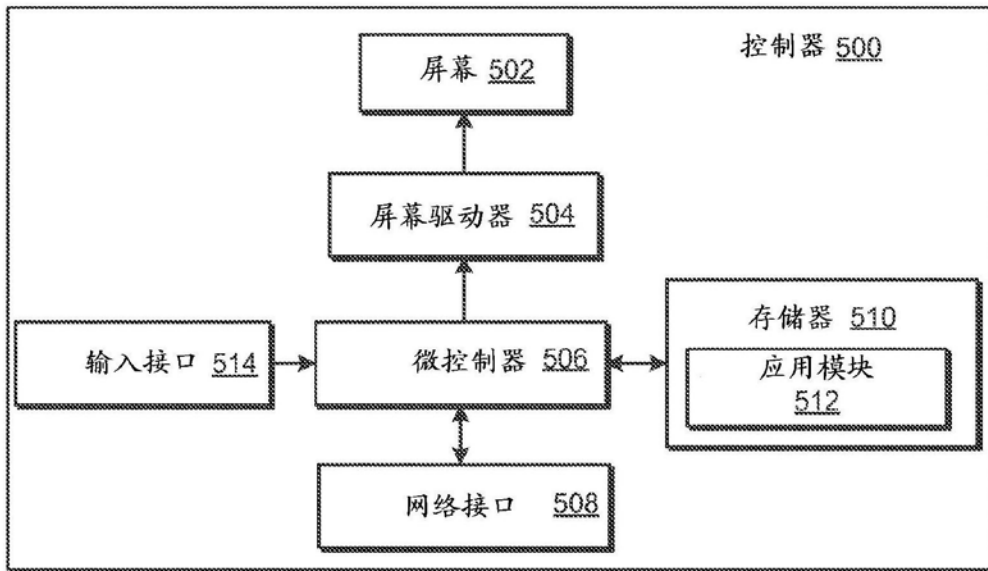 控制器 500
屏幕 502
屏幕驱动器 504
存储器 510
输入接口 514
微控制器 506
应用模块
512
网络接口 508